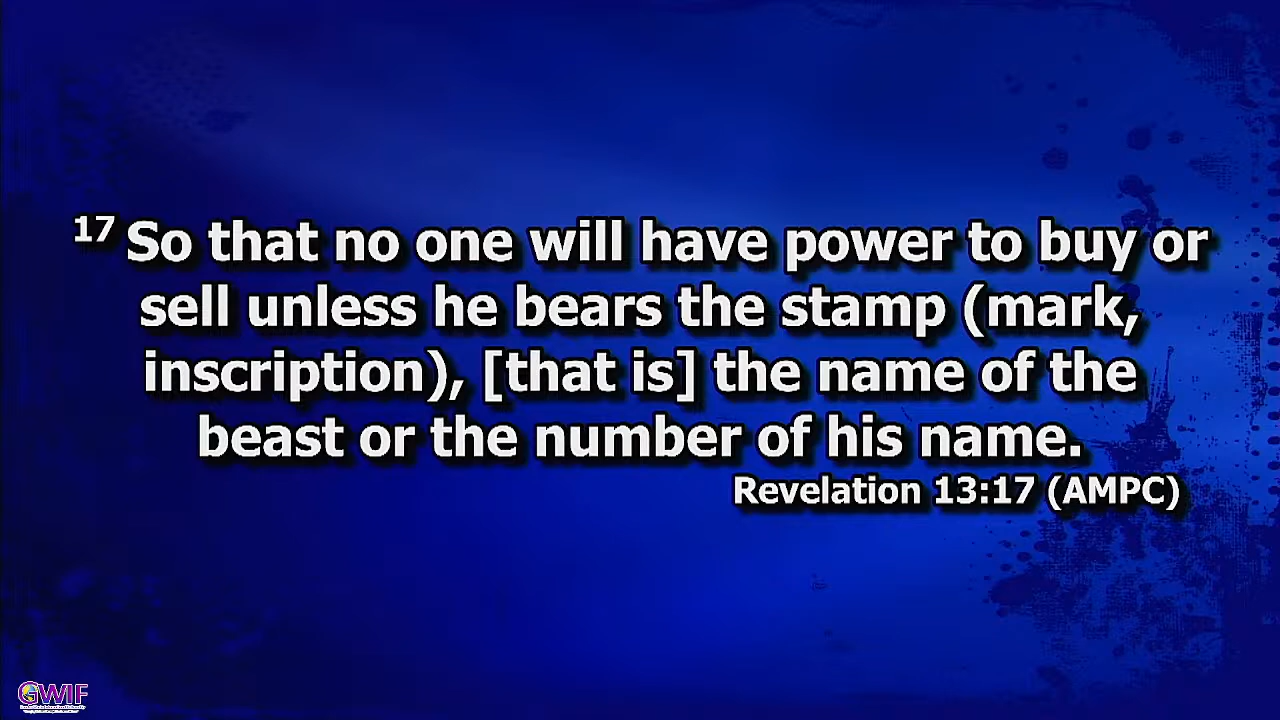 17 So that no one will have power to buy or
sell unless he bears the stamp (mark,
inscription), [that is] the name of the
beast or the number of his name.
Revelation 13:17 (AMPC)
GWIF